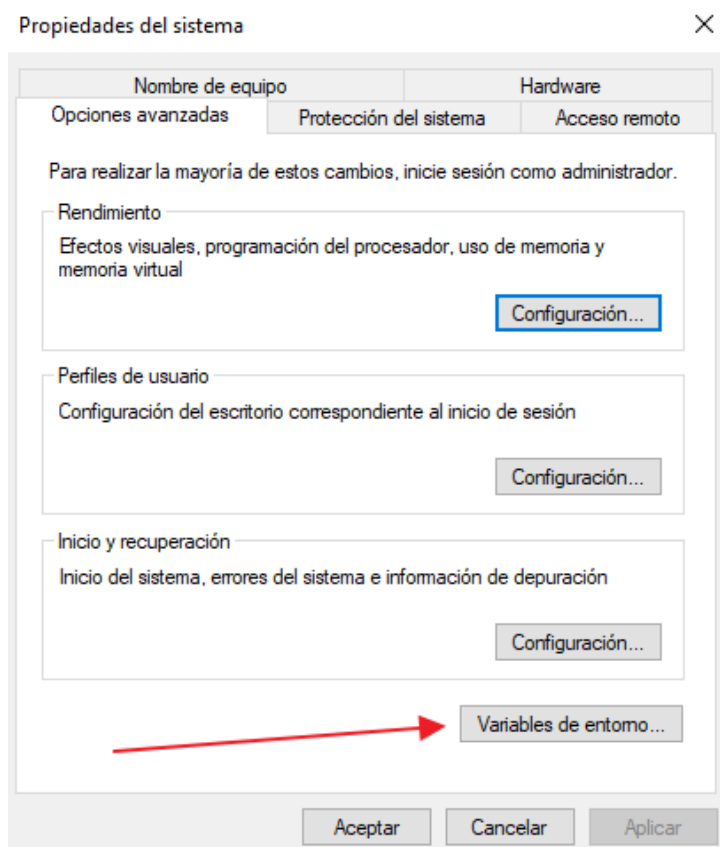 Propiedades del sistema
Nombre de equipo
Hardware
Opciones avanzadas
Protección del sistema
Acceso remoto
Para realizar la mayoría de estos cambios, inicie sesión como administrador.
Rendimiento
Efectos visuales, programación del procesador, uso de memoria y
memoria virtual
Configuración...
Perfiles de usuario
Configuración del escritorio correspondiente al inicio de sesión
Configuración...
Inicio y recuperación
Inicio del sistema, errores del sistema e información de depuración
Configuración...
Variables de entorno...
Aceptar
Cancelar
Aplicar